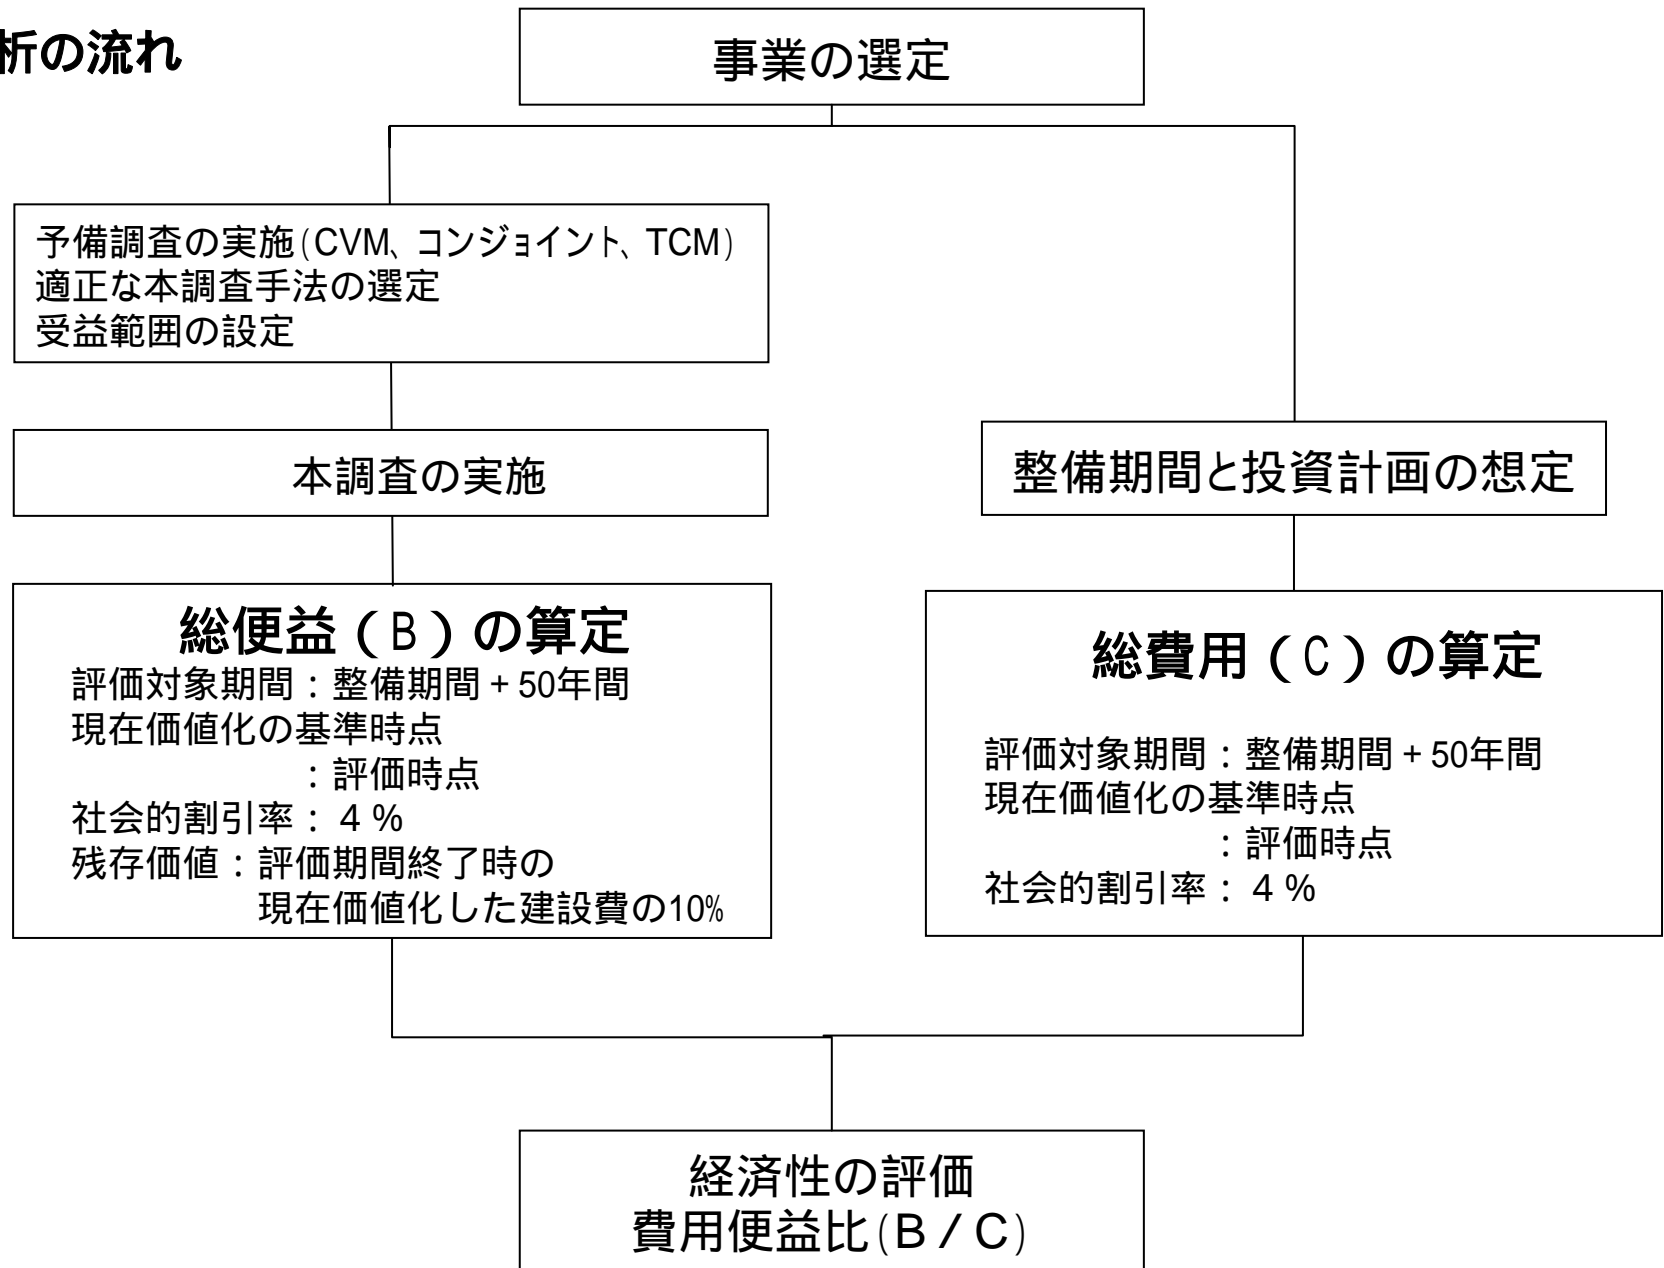 析の流れ
事業の選定
予備調査の実施(CVM、コンジョイント、TCM)
適正な本調査手法の選定
受益範囲の設定
本調査の実施
整備期間と投資計画の想定
総便益（B）の算定
評価対象期間：整備期間＋50年間
現在価値化の基準時点
：評価時点
社会的割引率：４％
残存価値：評価期間終了時の
現在価値化した建設費の10%
総費用（C）の算定
評価対象期間：整備期間＋50年間
現在価値化の基準時点
：評価時点
社会的割引率：４％
経済性の評価
費用便益比(Ｂ／Ｃ)